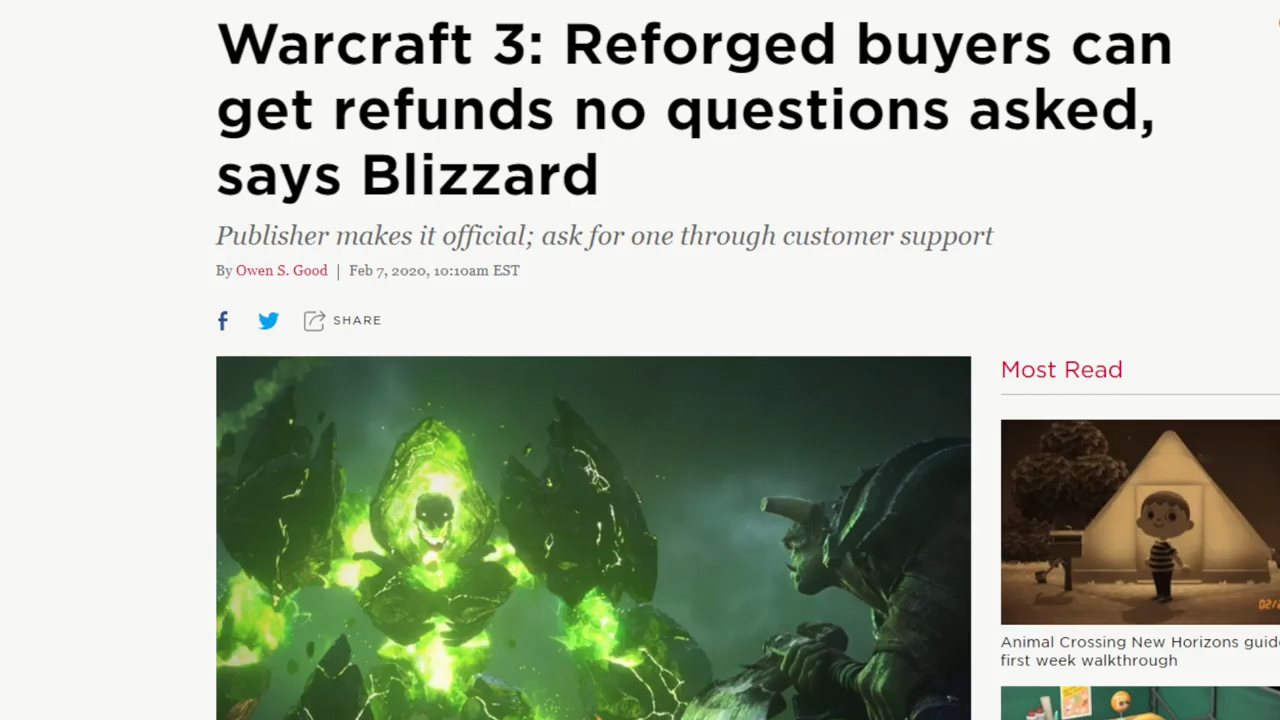 Warcraft 3: Reforged buyers can
get refunds no questions asked,
says Blizzard
Publisher makes it official; ask for one through customer support
By Owen S. Good | Feb 7, 2020, 10:10am EST
SHARE
Most Read
Animal Crossing New Horizons guide
first week walkthrough